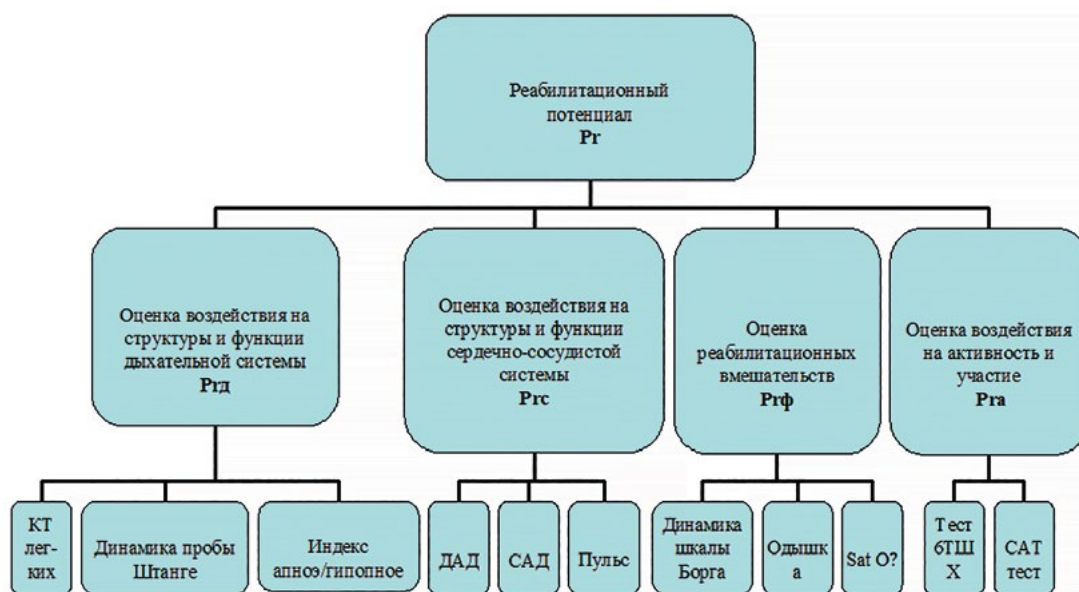 Реабилитационный
потенциал
Pr
Оценка воздействия на
структуры и функции
дыхательной системы
Prд
Оценка воздействия на
структуры и функции
сердечно-сосудистой
системы
Prс
Оценка
реабилитационных
вмешательств
Prф
Оценка воздействия
на активность и
участие
Prа
КТ
лег-
ких
Динамика пробы
Штанге
Индекс
апноэ/гипопное
ДАД
САД
Пульс
Динамика
шкалы
Борга
Одышк
а
Sat O?
Тест
6ТШ
Х
САТ
тест